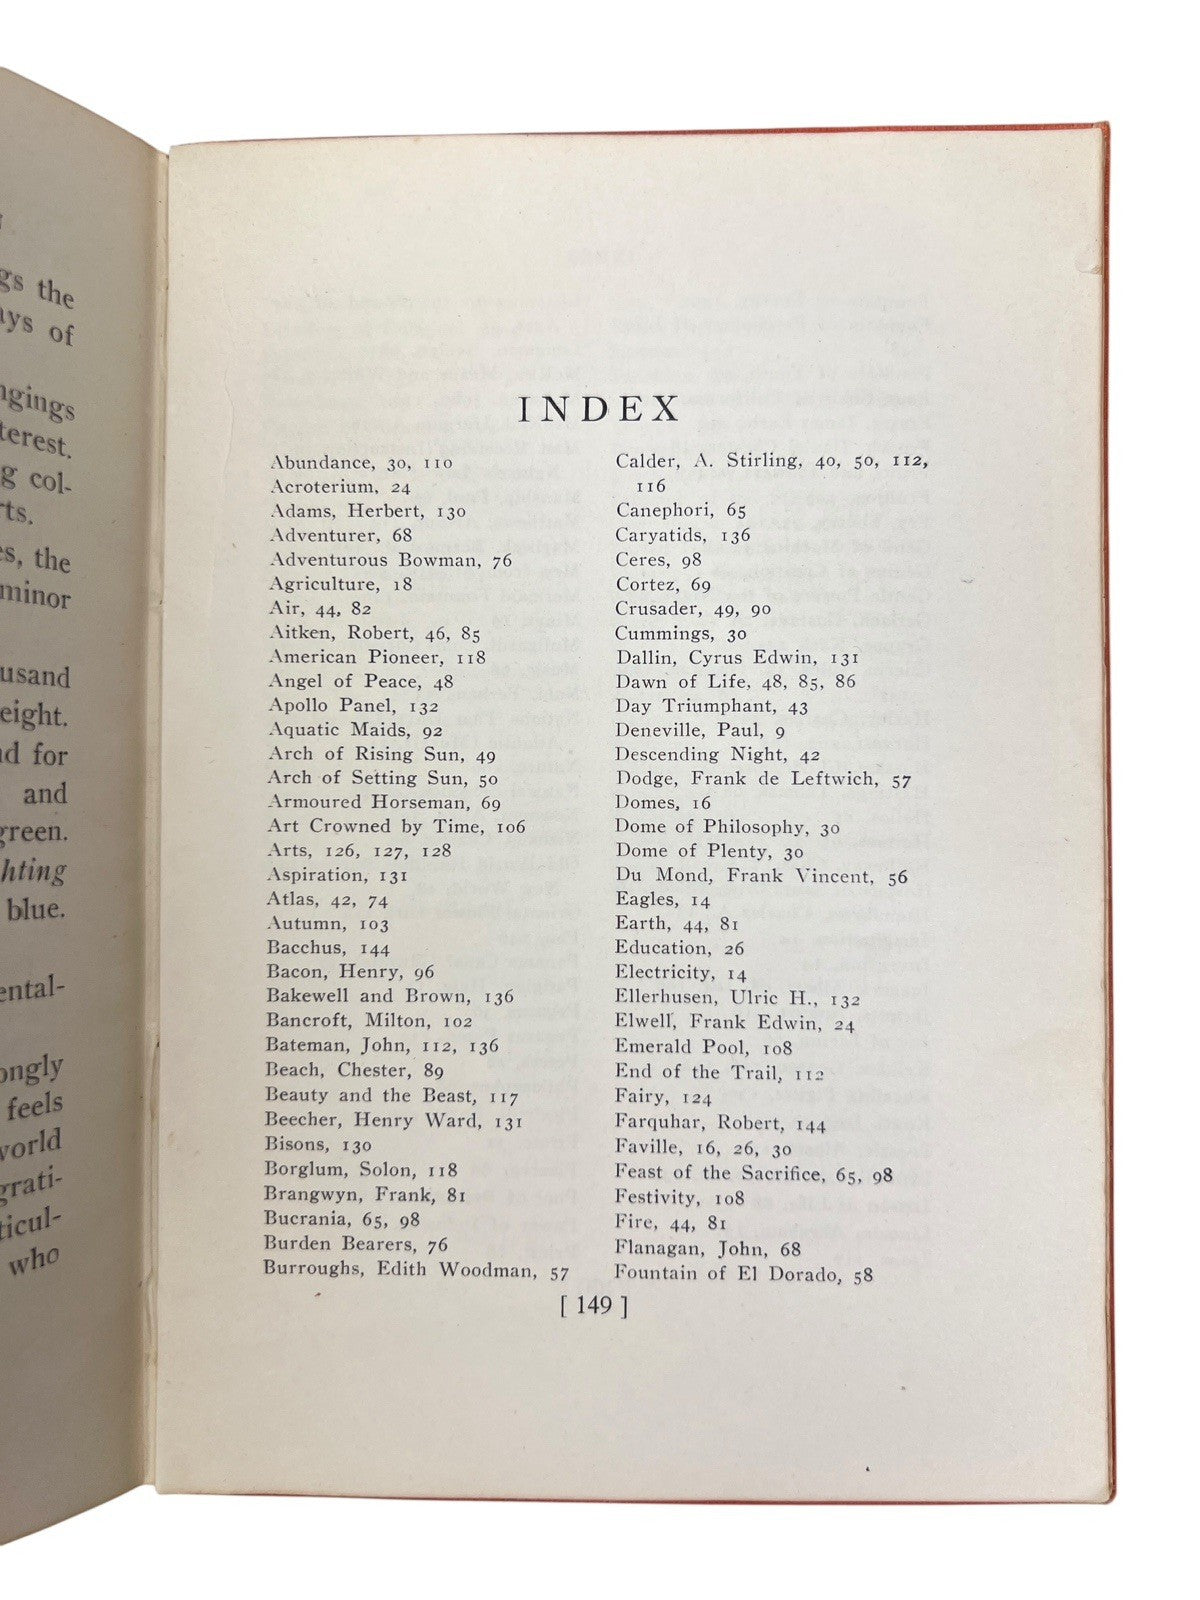 gs the
ays of
ngings
terest.
g col-
rts.
es, the
minor
usand
eight.
nd for
and
green.
hting
blue.
ental-
ongly
feels
world
grati-
ticul-
who
INDEX
Abundance, 30, 110
Acroterium, 24
Adams, Herbert, 130
Adventurer, 68
Adventurous Bowman, 76
Agriculture, 18
Air, 44, 82
Aitken, Robert, 46, 85
American Pioneer, 118
Angel of Peace, 48
Apollo Panel, 132
Aquatic Maids, 92
Arch of Rising Sun, 49
Arch of Setting Sun, 50
Armoured Horseman, 69
Art Crowned by Time, 106
Arts, 126, 127, 128
Aspiration, 131
Atlas, 42, 74
Autumn, 103
Bacchus, 144
Bacon, Henry, 96
Bakewell and Brown, 136
Bancroft, Milton, 102
Bateman, John, 112, 136
Beach, Chester, 89
Beauty and the Beast, 117
Beecher, Henry Ward, 131
Bisons, 130
Borglum, Solon, 118
Brangwyn, Frank, 81
Bucrania, 65, 98
Burden Bearers, 76
Burroughs, Edith Woodman, 57
Calder, A. Stirling, 40, 50, 112,
116
Canephori, 65
Caryatids, 136
Ceres, 98
Cortez, 69
Crusader, 49, 90
Cummings, 30
Dallin, Cyrus Edwin, 131
Dawn of Life, 48, 85, 86
Day Triumphant, 43
Deneville, Paul, 9
Descending Night, 42
Dodge, Frank de Leftwich, 57
Domes, 16
Dome of Philosophy, 30
Dome of Plenty, 30
Du Mond, Frank Vincent, 56
Eagles, 14
Earth, 44, 81
Education, 26
Electricity, 14
Ellerhusen, Ulric H., 132
Elwell, Frank Edwin, 24
Emerald Pool, 108
End of the Trail, 112
Fairy, 124
Farquhar, Robert, 144
Faville, 16, 26, 30
Feast of the Sacrifice, 65, 98
Festivity, 108
Fire, 44, 81
Flanagan, John, 68
Fountain of El Dorado, 58
[ 149 ]